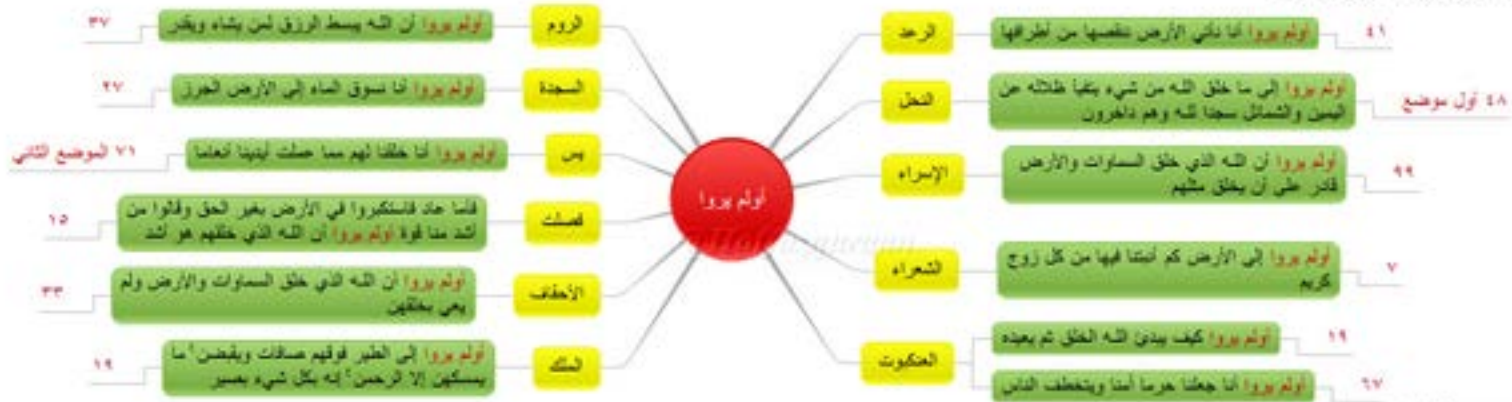 أولم يروا
الرعد
أولم يروا أنا نأتي الأرض ننقصها من أطرافها
٤١
النحل
أولم يروا إلى ما خلق الله من شيء يتفيأ ظلاله عن
اليمين والشمائل سجدا لله وهم داخرون
٤٨ أول موضع
الإسراء
أولم يروا أن الله الذي خلق السماوات والأرض
قادر على أن يخلق مثلهم
٩٩
الشعراء
أولم يروا إلى الأرض كم أنبتنا فيها من كل زوج
كريم
٧
العنكبوت
أولم يروا كيف يبدئ الله الخلق ثم يعيده
١٩
أولم يروا أنا جعلنا حرما آمنا ويتخطف الناس
٦٧
الروم
أولم يروا أن الله يبسط الرزق لمن يشاء ويقدر
٣٧
السجدة
أولم يروا أنا نسوق الماء إلى الأرض الجرز
٢٧
يس
أولم يروا أنا خلقنا لهم مما عملت أيدينا أنعاما
٧١ الموضع الثاني
فصلت
فأما عاد فاستكبروا في الأرض بغير الحق وقالوا من
أشد منا قوة أولم يروا أن الله الذي خلقهم هو أشد
١٥
الأحقاف
أولم يروا أن الله الذي خلق السماوات والأرض ولم
يعي بخلقهن
٣٣
الملك
أولم يروا إلى الطير فوقهم صافات ويقبضن ما
يمسكهن إلا الرحمن إنه بكل شيء بصير
١٩